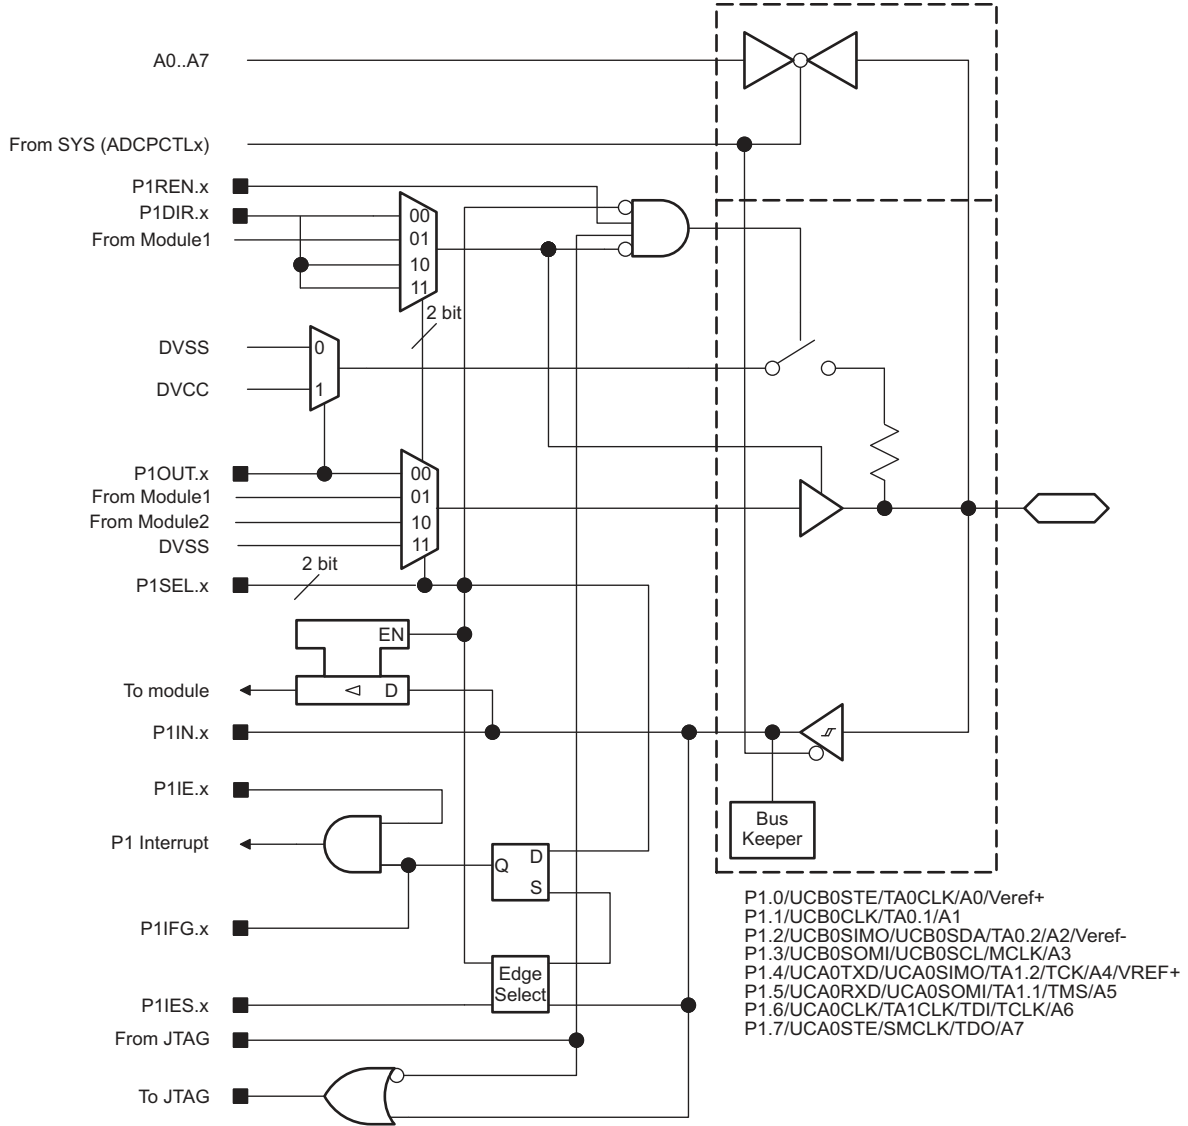 A0..A7
From SYS (ADCPCTLx)
P1REN.x
P1DIR.x
From Module1
00
01
10
11
2 bit
DVSS
0
DVCC
1
P1OUT.x
From Module1
From Module2
DVSS
00
01
10
11
2 bit
P1SEL.x
EN
To module
D
P1IN.x
P1IE.x
Bus
Keeper
P1 Interrupt
Q
D
S
P1IFG.x
Edge
Select
P1IES.x
From JTAG
To JTAG
P1.0/UCB0STE/TA0CLK/A0/Veref+
P1.1/UCB0CLK/TA0.1/A1
P1.2/UCB0SIMO/UCB0SDA/TA0.2/A2/Veref-
P1.3/UCB0SOMI/UCB0SCL/MCLK/A3
P1.4/UCA0TXD/UCA0SIMO/TA1.2/TCK/A4/VREF+
P1.5/UCA0RXD/UCA0SOMI/TA1.1/TMS/A5
P1.6/UCA0CLK/TA1CLK/TDI/TCLK/A6
P1.7/UCA0STE/SMCLK/TDO/A7